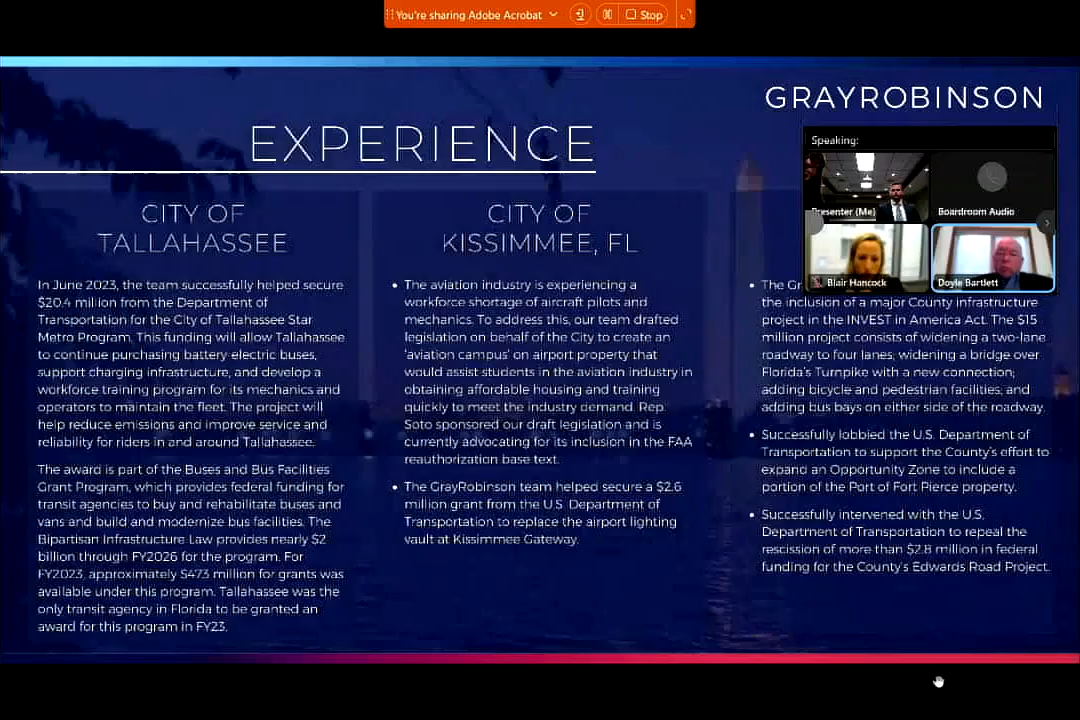 You're sharing Adobe Acrobat
Stop
GRAYROBINSON
EXPERIENCE
Speaking:
Presenter (Me)
Boardroom Audio
Blair Hancock
Doyle Bartlett
CITY OF
TALLAHASSEE
In June 2023, the team successfully helped secure
$20.4 million from the Department of
Transportation for the City of Tallahassee Star
Metro Program. This funding will allow Tallahassee
to continue purchasing battery-electric buses,
support charging infrastructure, and develop a
workforce training program for its mechanics and
operators to maintain the fleet. The project will
help reduce emissions and improve service and
reliability for riders in and around Tallahassee.
The award is part of the Buses and Bus Facilities
Grant Program, which provides federal funding for
transit agencies to buy and rehabilitate buses and
vans and build and modernize bus facilities. The
Bipartisan Infrastructure Law provides nearly $2
billion through FY2026 for the program. For
FY2023, approximately $473 million for grants was
available under this program. Tallahassee was the
only transit agency in Florida to be granted an
award for this program in FY23.
CITY OF
KISSIMMEE, FL
• The aviation industry is experiencing a
workforce shortage of aircraft pilots and
mechanics. To address this, our team drafted
legislation on behalf of the City to create an
'aviation campus' on airport property that
would assist students in the aviation industry in
obtaining affordable housing and training
quickly to meet the industry demand. Rep.
Soto sponsored our draft legislation and is
currently advocating for its inclusion in the FAA
reauthorization base text.
• The GrayRobinson team helped secure a $2.6
million grant from the U.S. Department of
Transportation to replace the airport lighting
vault at Kissimmee Gateway.
• The
the inclusion of a major County infrastructure
project in the INVEST in America Act. The $15
million project consists of widening a two-lane
roadway to four lanes; widening a bridge over
Florida's Turnpike with a new connection;
adding bicycle and pedestrian facilities; and
adding bus bays on either side of the roadway.
• Successfully lobbied the U.S. Department of
Transportation to support the County's effort to
expand an Opportunity Zone to include a
portion of the Port of Fort Pierce property.
• Successfully intervened with the U.S.
Department of Transportation to repeal the
rescission of more than $2.8 million in federal
funding for the County's Edwards Road Project.